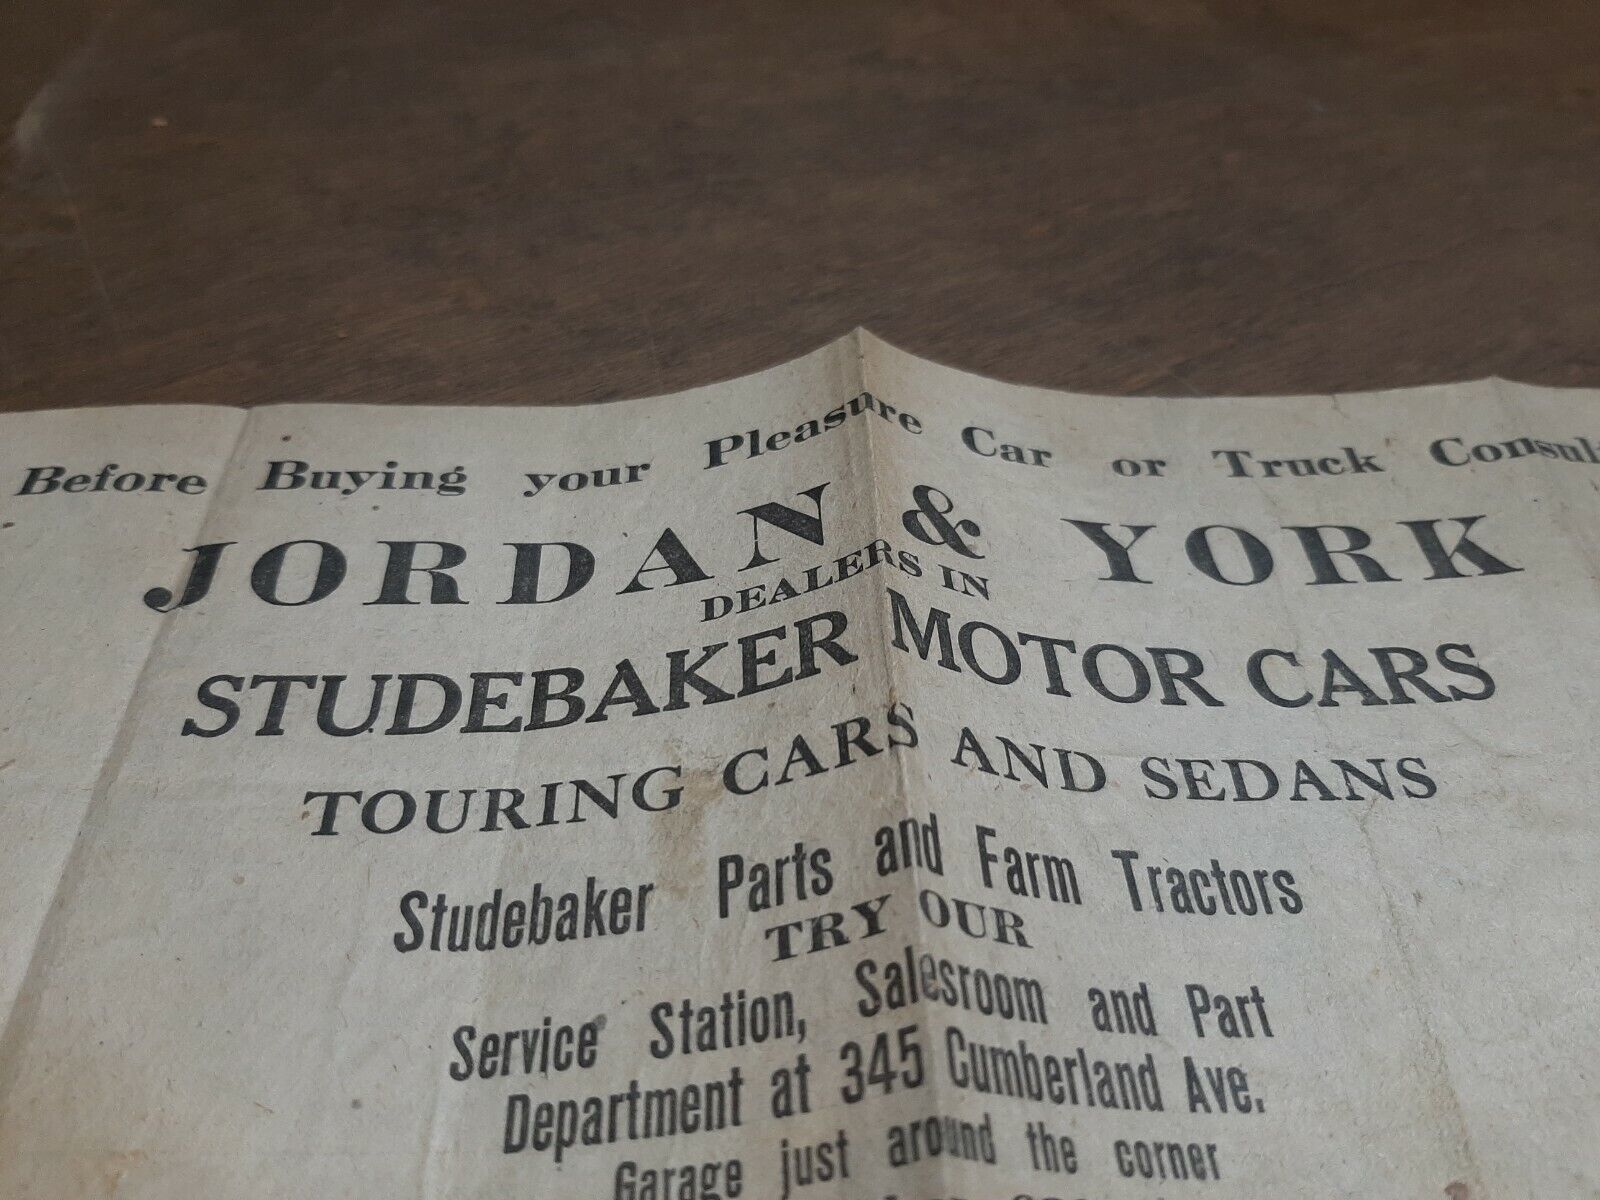 Before Buying your Pleasure Car or Truck Consult
JORDAN & YORK
DEALERS IN
STUDEBAKER MOTOR CARS
TOURING CARS AND SEDANS
Studebaker Parts and Farm Tractors
TRY OUR
Service Station, Salesroom and Part
Department at 345 Cumberland Ave.
Garage just around the corner